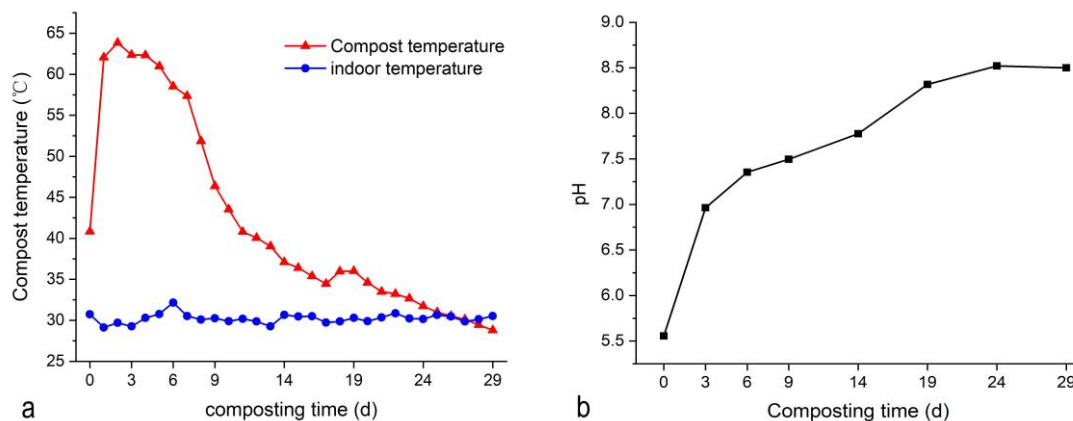 65
60
55
50
45
40
35
30
25
Compost temperature (℃)
Compost temperature
indoor temperature
0 3 6 9 14 19 24 29
composting time (d)
a
9.0
8.5
8.0
7.5
7.0
6.5
6.0
5.5
pH
0 3 6 9 14 19 24 29
Composting time (d)
b